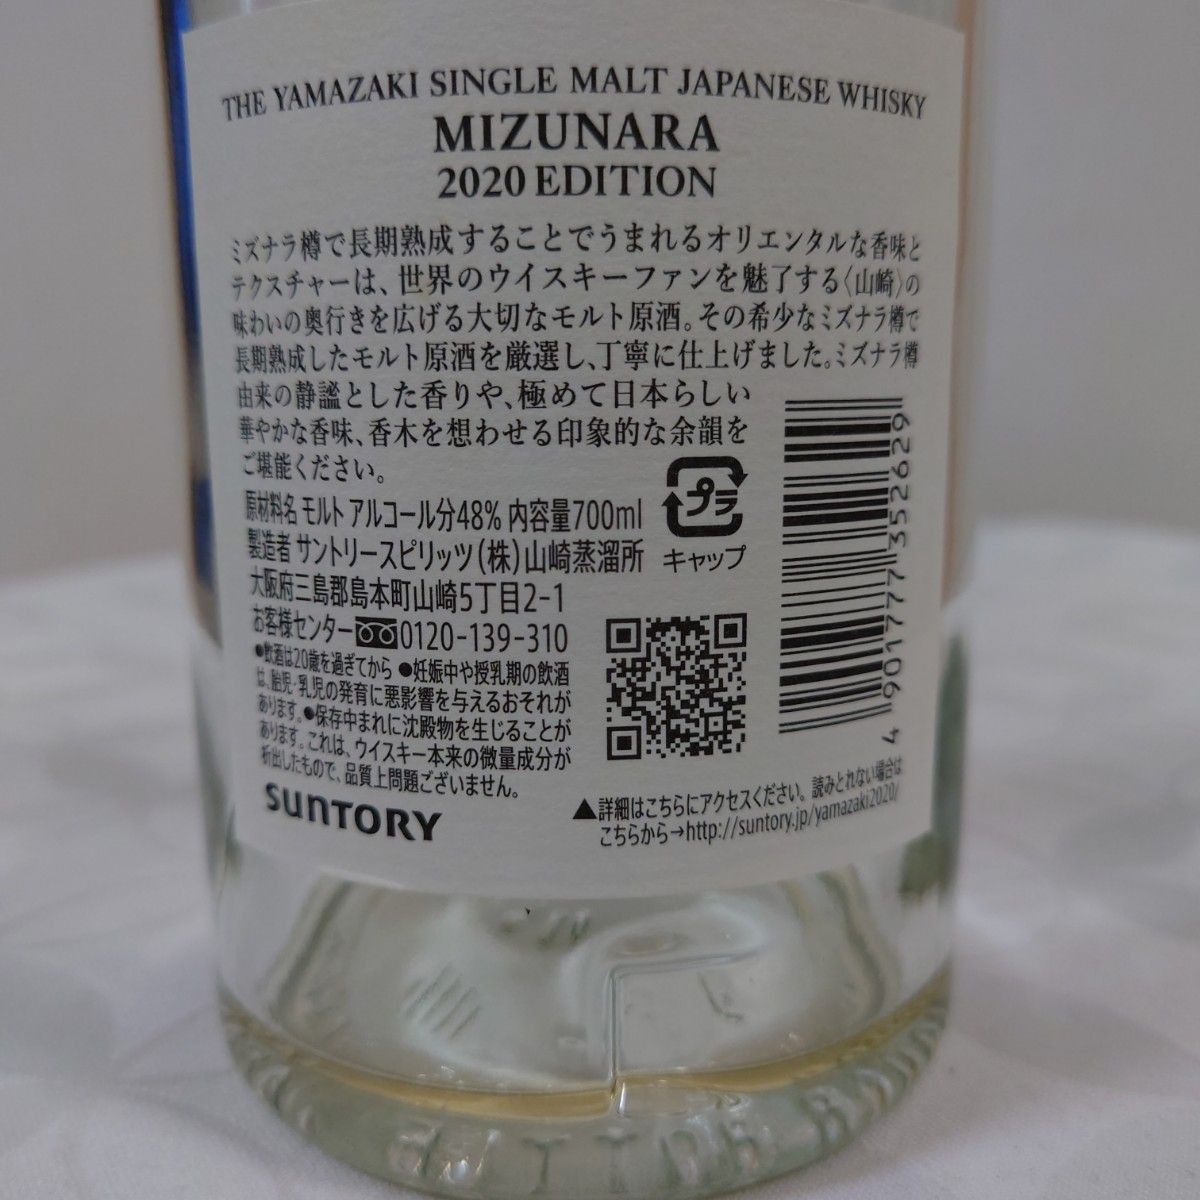 THE YAMAZAKI SINGLE MALT JAPANESE WHISKY
MIZUNARA
2020 EDITION
ミズナラ樽で長期熟成することでうまれるオリエンタルな香味と
テクスチャーは、世界のウイスキーファンを魅了する〈山崎〉の
味わいの奥行きを広げる大切なモルト原酒。その希少なミズナラ樽で
長期熟成したモルト原酒を厳選し、丁寧に仕上げました。ミズナラ樽
由来の静謐とした香りや、極めて日本らしい
華やかな香味、香木を想わせる印象的な余韻を
ご堪能ください。
原材料名 モルト アルコール分48% 内容量700ml
製造者 サントリースピリッツ(株)山崎蒸溜所
大阪府三島郡島本町山崎5丁目2-1
お客様センター 0120-139-310
●飲酒は20歳を過ぎてから ●妊娠中や授乳期の飲酒
は、胎児・乳児の発育に悪影響を与えるおそれが
あります。●保存中まれに沈殿物を生じることが
あります。これは、ウイスキー本来の微量成分が
析出したもので、品質上問題ございません。
SUNTORY
プラ
キャップ
4 901777 352629
▲詳細はこちらにアクセスください。読みとれない場合は
こちらから→http://suntory.jp/yamazaki2020/